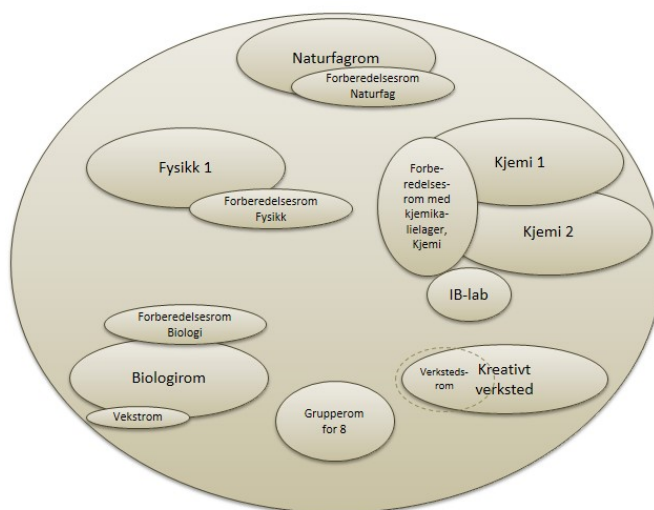 Naturfagrom
Forberedelsesrom
Naturfag
Fysikk 1
Forberedelsesrom
Fysikk
Forbe-
redelses-
rom med
kjemika-
lielager,
Kjemi
Kjemi 1
Kjemi 2
IB-lab
Forberedelsesrom
Biologi
Biologirom
Vekstrom
Grupperom
for 8
Verksteds-
rom
Kreativt
verksted